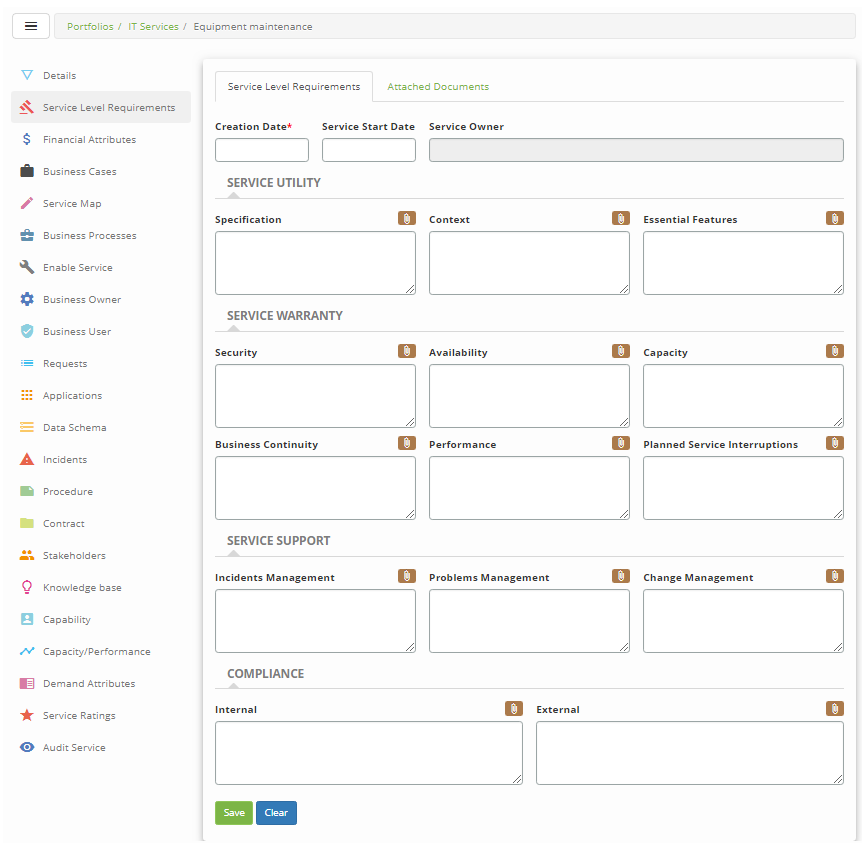 Portfolios / IT Services / Equipment maintenance
Details
Service Level Requirements
Financial Attributes
Business Cases
Service Map
Business Processes
Enable Service
Business Owner
Business User
Requests
Applications
Data Schema
Incidents
Procedure
Contract
Stakeholders
Knowledge base
Capability
Capacity/Performance
Demand Attributes
Service Ratings
Audit Service
Service Level Requirements Attached Documents
Creation Date* Service Start Date Service Owner
SERVICE UTILITY
Specification Context Essential Features
SERVICE WARRANTY
Security Availability Capacity
Business Continuity Performance Planned Service Interruptions
SERVICE SUPPORT
Incidents Management Problems Management Change Management
COMPLIANCE
Internal External
Save Clear